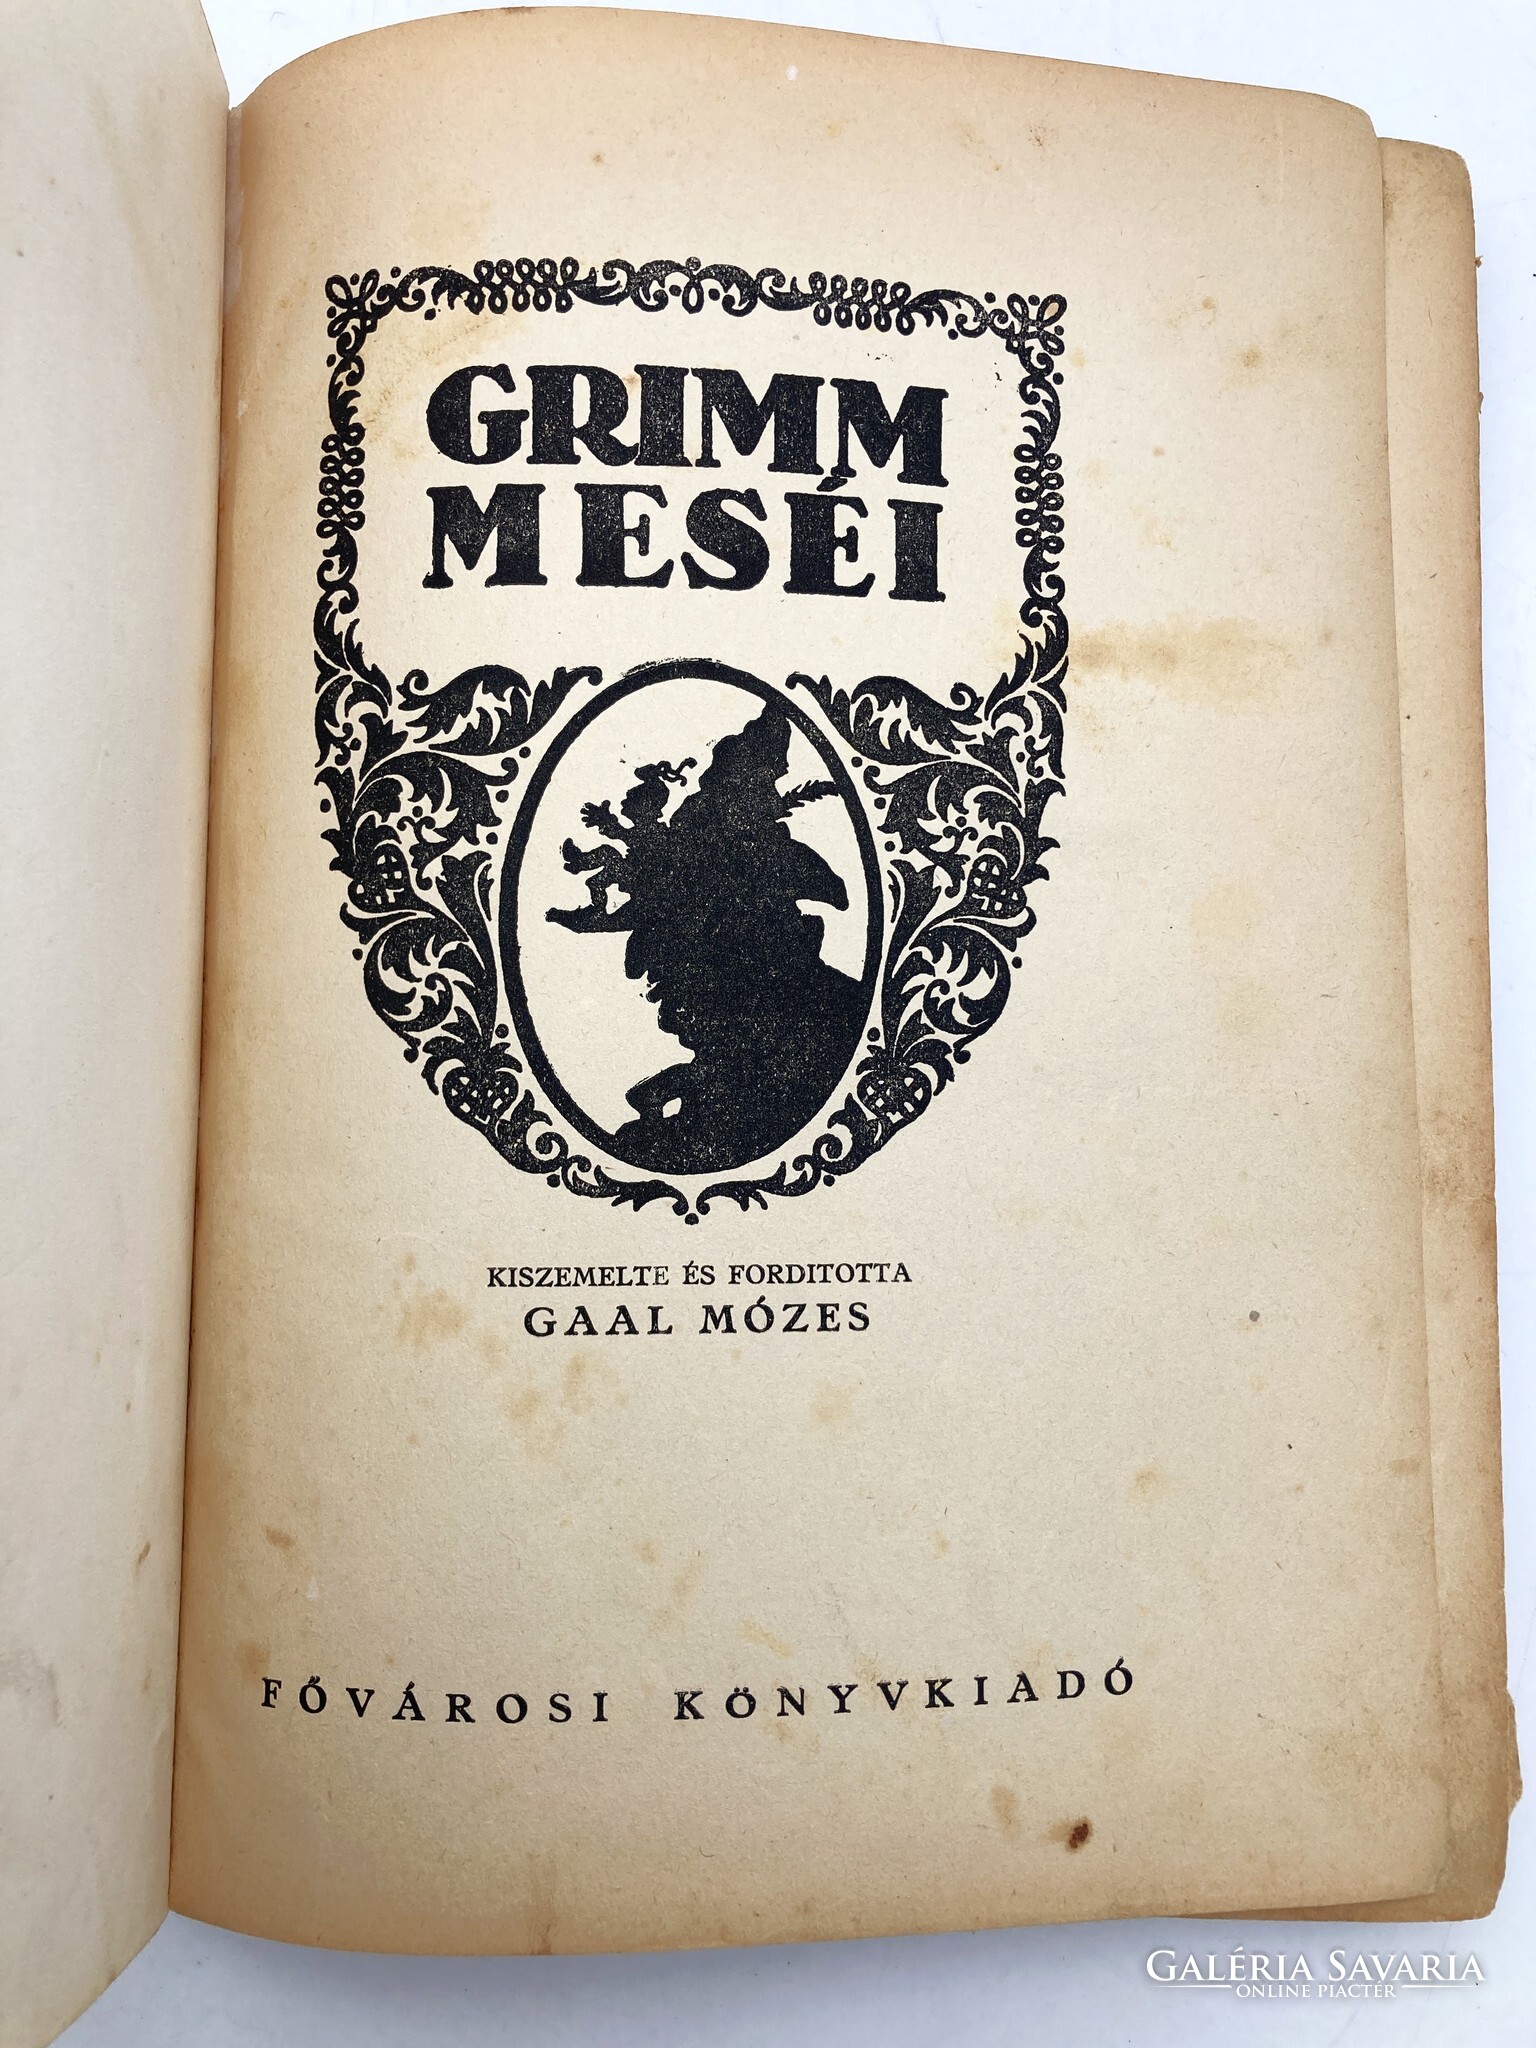 GRIMM
MESÉI
KISZEMELTE ÉS FORDITOTTA
GAAL MÓZES
FŐVÁROSI KÖNYVKIADÓ
GALÉRIA SAVARIA
ONLINE PIACTÉR